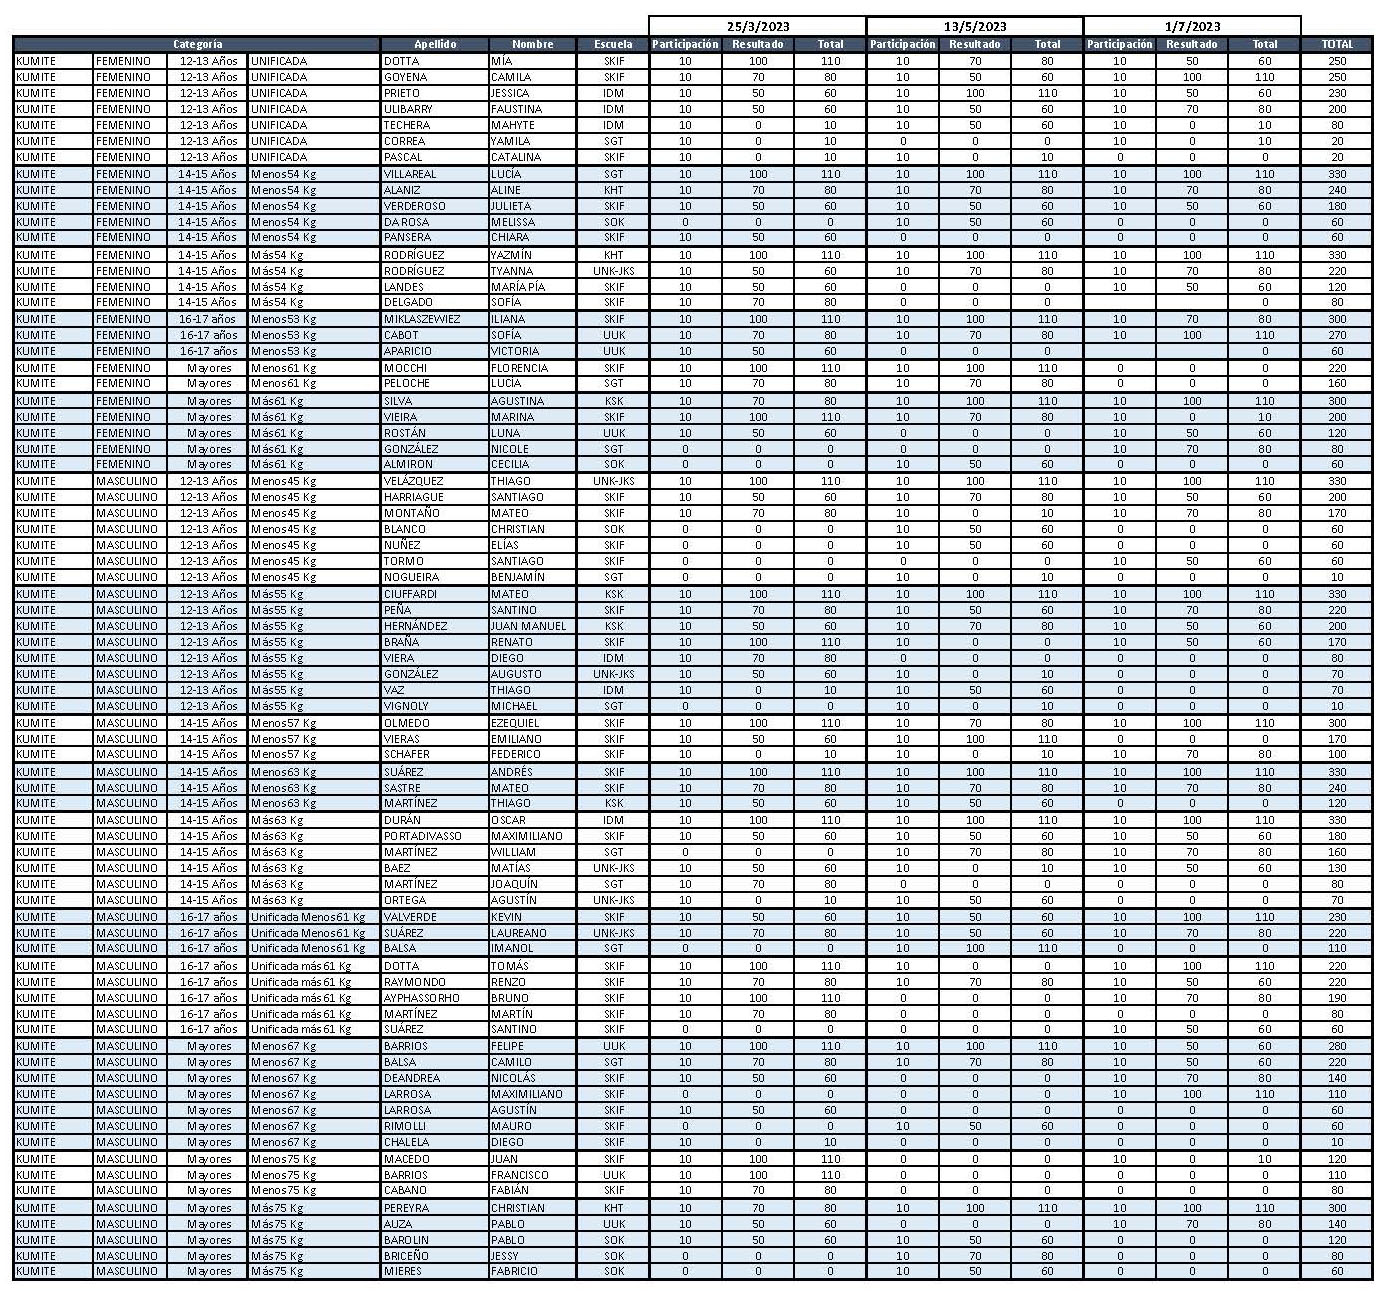 25/3/2023 13/5/2023 1/7/2023
Categoría Apellido Nombre Escuela Participación Resultado Total Participación Resultado Total Participación Resultado Total TOTAL
KUMITE FEMENINO 12-13 Años UNIFICADA DOTTA MÍA SKIF 10 100 110 10 70 80 10 50 60 250
KUMITE FEMENINO 12-13 Años UNIFICADA GOYENA CAMILA SKIF 10 70 80 10 50 60 10 100 110 250
KUMITE FEMENINO 12-13 Años UNIFICADA PRIETO JESSICA IDM 10 50 60 10 100 110 10 50 60 230
KUMITE FEMENINO 12-13 Años UNIFICADA ULIBARRY FAUSTINA IDM 10 50 60 10 50 60 10 70 80 200
KUMITE FEMENINO 12-13 Años UNIFICADA TECHERA MAHYTE IDM 10 0 10 10 50 60 10 0 10 80
KUMITE FEMENINO 12-13 Años UNIFICADA CORREA YAMILA SGT 10 0 10 0 0 0 10 0 10 20
KUMITE FEMENINO 12-13 Años UNIFICADA PASCAL CATALINA SKIF 10 0 10 10 0 10 0 0 0 20
KUMITE FEMENINO 14-15 Años Menos54 Kg VILLAREAL LUCÍA SGT 10 100 110 10 100 110 10 100 110 330
KUMITE FEMENINO 14-15 Años Menos54 Kg ALANIZ ALINE KHT 10 70 80 10 70 80 10 70 80 240
KUMITE FEMENINO 14-15 Años Menos54 Kg VERDEROSO JULIETA SKIF 10 50 60 10 50 60 10 50 60 180
KUMITE FEMENINO 14-15 Años Menos54 Kg DA ROSA MELISSA SOK 0 0 0 10 50 60 0 0 0 60
KUMITE FEMENINO 14-15 Años Menos54 Kg PANSERA CHIARA SKIF 10 50 60 0 0 0 0 0 0 60
KUMITE FEMENINO 14-15 Años Más54 Kg RODRÍGUEZ YAZMÍN KHT 10 100 110 10 100 110 10 100 110 330
KUMITE FEMENINO 14-15 Años Más54 Kg RODRÍGUEZ TYANNA UNK-JKS 10 50 60 10 70 80 10 70 80 220
KUMITE FEMENINO 14-15 Años Más54 Kg LANDES MARÍA PÍA SKIF 10 50 60 0 0 0 10 50 60 120
KUMITE FEMENINO 14-15 Años Más54 Kg DELGADO SOFÍA SKIF 10 70 80 0 0 0 0 80
KUMITE FEMENINO 16-17 años Menos53 Kg MIKLASZEWIEZ ILIANA SKIF 10 100 110 10 100 110 10 70 80 300
KUMITE FEMENINO 16-17 años Menos53 Kg CABOT SOFÍA UUK 10 70 80 10 70 80 10 100 110 270
KUMITE FEMENINO 16-17 años Menos53 Kg APARICIO VICTORIA UUK 10 50 60 0 0 0 0 60
KUMITE FEMENINO Mayores Menos61 Kg MOCCHI FLORENCIA SKIF 10 100 110 10 100 110 0 0 0 220
KUMITE FEMENINO Mayores Menos61 Kg PELOCHE LUCÍA SGT 10 70 80 10 70 80 0 0 0 160
KUMITE FEMENINO Mayores Más61 Kg SILVA AGUSTINA KSK 10 70 80 10 100 110 10 100 110 300
KUMITE FEMENINO Mayores Más61 Kg VIEIRA MARINA SKIF 10 100 110 10 70 80 10 0 10 200
KUMITE FEMENINO Mayores Más61 Kg ROSTÁN LUNA UUK 10 50 60 0 0 0 10 50 60 120
KUMITE FEMENINO Mayores Más61 Kg GONZÁLEZ NICOLE SGT 0 0 0 0 0 0 10 70 80 80
KUMITE FEMENINO Mayores Más61 Kg ALMIRON CECILIA SOK 0 0 0 10 50 60 0 0 0 60
KUMITE MASCULINO 12-13 Años Menos45 Kg VELÁZQUEZ THIAGO UNK-JKS 10 100 110 10 100 110 10 100 110 330
KUMITE MASCULINO 12-13 Años Menos45 Kg HARRIAGUE SANTIAGO SKIF 10 50 60 10 70 80 10 50 60 200
KUMITE MASCULINO 12-13 Años Menos45 Kg MONTAÑO MATEO SKIF 10 70 80 10 0 10 10 70 80 170
KUMITE MASCULINO 12-13 Años Menos45 Kg BLANCO CHRISTIAN SOK 0 0 0 10 50 60 0 0 0 60
KUMITE MASCULINO 12-13 Años Menos45 Kg NUÑEZ ELÍAS SKIF 0 0 0 10 50 60 0 0 0 60
KUMITE MASCULINO 12-13 Años Menos45 Kg TORMO SANTIAGO SKIF 0 0 0 0 0 0 10 50 60 60
KUMITE MASCULINO 12-13 Años Menos45 Kg NOGUEIRA BENJAMÍN SGT 0 0 0 10 0 10 0 0 0 10
KUMITE MASCULINO 12-13 Años Más55 Kg CIUFFARDI MATEO KSK 10 100 110 10 100 110 10 100 110 330
KUMITE MASCULINO 12-13 Años Más55 Kg PEÑA SANTINO SKIF 10 70 80 10 50 60 10 70 80 220
KUMITE MASCULINO 12-13 Años Más55 Kg HERNÁNDEZ JUAN MANUEL KSK 10 50 60 10 70 80 10 50 60 200
KUMITE MASCULINO 12-13 Años Más55 Kg BRAÑA RENATO SKIF 10 100 110 10 0 0 10 50 60 170
KUMITE MASCULINO 12-13 Años Más55 Kg VIERA DIEGO IDM 10 70 80 0 0 0 0 0 0 80
KUMITE MASCULINO 12-13 Años Más55 Kg GONZÁLEZ AUGUSTO UNK-JKS 10 50 60 10 0 10 0 0 0 70
KUMITE MASCULINO 12-13 Años Más55 Kg VAZ THIAGO IDM 10 0 10 10 50 60 0 0 0 70
KUMITE MASCULINO 12-13 Años Más55 Kg VIGNOLY MICHAEL SGT 0 0 0 10 0 10 0 0 0 10
KUMITE MASCULINO 14-15 Años Menos57 Kg OLMEDO EZEQUIEL SKIF 10 100 110 10 70 80 10 100 110 300
KUMITE MASCULINO 14-15 Años Menos57 Kg VIERAS EMILIANO SKIF 10 50 60 10 100 110 0 0 0 170
KUMITE MASCULINO 14-15 Años Menos57 Kg SCHAFER FEDERICO SKIF 10 0 10 10 0 10 10 70 80 100
KUMITE MASCULINO 14-15 Años Menos63 Kg SUÁREZ ANDRÉS SKIF 10 100 110 10 100 110 10 100 110 330
KUMITE MASCULINO 14-15 Años Menos63 Kg SASTRE MATEO SKIF 10 70 80 10 70 80 10 70 80 240
KUMITE MASCULINO 14-15 Años Menos63 Kg MARTÍNEZ THIAGO KSK 10 50 60 10 50 60 0 0 0 120
KUMITE MASCULINO 14-15 Años Más63 Kg DURÁN OSCAR IDM 10 100 110 10 100 110 10 100 110 330
KUMITE MASCULINO 14-15 Años Más63 Kg PORTADIVASSO MAXIMILIANO SKIF 10 50 60 10 50 60 10 50 60 180
KUMITE MASCULINO 14-15 Años Más63 Kg MARTÍNEZ WILLIAM SGT 0 0 0 10 70 80 10 70 80 160
KUMITE MASCULINO 14-15 Años Más63 Kg BAEZ MATÍAS UNK-JKS 10 50 60 10 0 10 10 50 60 130
KUMITE MASCULINO 14-15 Años Más63 Kg MARTÍNEZ JOAQUÍN SGT 10 70 80 0 0 0 0 0 0 80
KUMITE MASCULINO 14-15 Años Más63 Kg ORTEGA AGUSTÍN UNK-JKS 10 0 10 10 50 60 0 0 0 70
KUMITE MASCULINO 16-17 años Unificada Menos61 Kg VALVERDE KEVIN SKIF 10 50 60 10 50 60 10 100 110 230
KUMITE MASCULINO 16-17 años Unificada Menos61 Kg SUÁREZ LAUREANO UNK-JKS 10 70 80 10 50 60 10 70 80 220
KUMITE MASCULINO 16-17 años Unificada Menos61 Kg BALSA IMANOL SGT 0 0 0 10 100 110 0 0 0 110
KUMITE MASCULINO 16-17 años Unificada más61 Kg DOTTA TOMÁS SKIF 10 100 110 10 0 0 10 100 110 220
KUMITE MASCULINO 16-17 años Unificada más61 Kg RAYMONDO RENZO SKIF 10 70 80 10 70 80 10 50 60 220
KUMITE MASCULINO 16-17 años Unificada más61 Kg AYPHASSORHO BRUNO SKIF 10 100 110 0 0 0 10 70 80 190
KUMITE MASCULINO 16-17 años Unificada más61 Kg MARTÍNEZ MARTÍN SKIF 10 70 80 0 0 0 0 0 0 80
KUMITE MASCULINO 16-17 años Unificada más61 Kg SUÁREZ SANTINO SKIF 0 0 0 0 0 0 10 50 60 60
KUMITE MASCULINO Mayores Menos67 Kg BARRIOS FELIPE UUK 10 100 110 10 100 110 10 50 60 280
KUMITE MASCULINO Mayores Menos67 Kg BALSA CAMILO SGT 10 70 80 10 70 80 10 50 60 220
KUMITE MASCULINO Mayores Menos67 Kg DEANDREA NICOLÁS SKIF 10 50 60 0 0 0 10 70 80 140
KUMITE MASCULINO Mayores Menos67 Kg LARROSA MAXIMILIANO SKIF 0 0 0 0 0 0 10 100 110 110
KUMITE MASCULINO Mayores Menos67 Kg LARROSA AGUSTÍN SKIF 10 50 60 0 0 0 0 0 0 60
KUMITE MASCULINO Mayores Menos67 Kg RIMOLLI MAURO SKIF 0 0 0 10 50 60 0 0 0 60
KUMITE MASCULINO Mayores Menos67 Kg CHALELA DIEGO SKIF 10 0 10 0 0 0 0 0 0 10
KUMITE MASCULINO Mayores Menos75 Kg MACEDO JUAN SKIF 10 100 110 0 0 0 10 0 10 120
KUMITE MASCULINO Mayores Menos75 Kg BARRIOS FRANCISCO UUK 10 100 110 0 0 0 0 0 0 110
KUMITE MASCULINO Mayores Menos75 Kg CABANO FABIÁN SKIF 10 70 80 0 0 0 0 0 0 80
KUMITE MASCULINO Mayores Más75 Kg PEREYRA CHRISTIAN KHT 10 70 80 10 100 110 10 100 110 300
KUMITE MASCULINO Mayores Más75 Kg AUZA PABLO UUK 10 50 60 0 0 0 10 70 80 140
KUMITE MASCULINO Mayores Más75 Kg BAROLIN PABLO SOK 10 50 60 10 50 60 0 0 0 120
KUMITE MASCULINO Mayores Más75 Kg BRICEÑO JESSY SOK 0 0 0 10 70 80 0 0 0 80
KUMITE MASCULINO Mayores Más75 Kg MIERES FABRICIO SOK 0 0 0 10 50 60 0 0 0 60